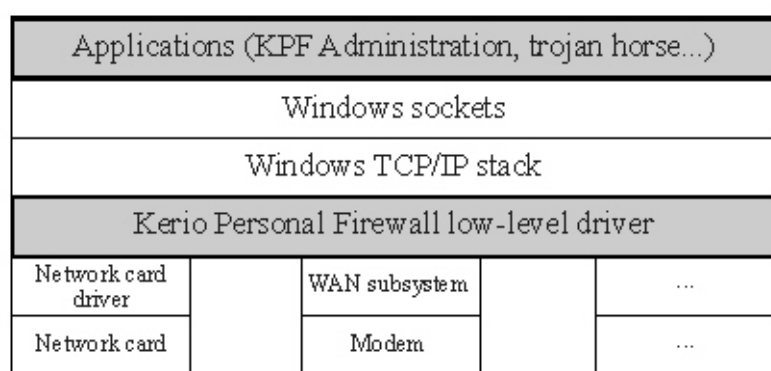 Applications (KPF Administration, trojan horse...)
Windows sockets
Windows TCP/IP stack
Kerio Personal Firewall low-level driver
Network card
driver
WAN subsystem
...
Network card
Modem
...